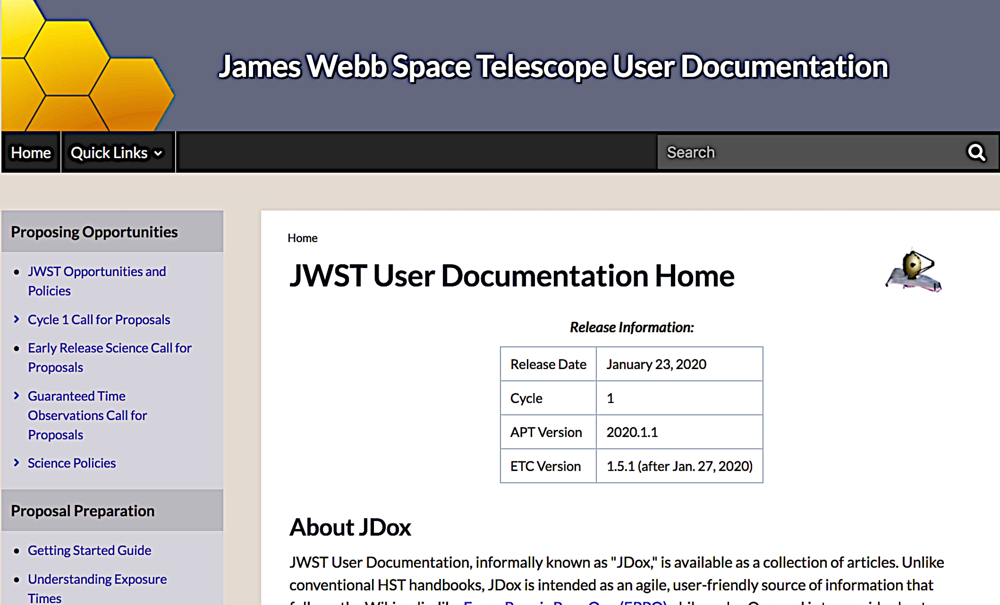 James Webb Space Telescope User Documentation
Home
Quick Links
Search
Proposing Opportunities
JWST Opportunities and
Policies
Cycle 1 Call for Proposals
Early Release Science Call for
Proposals
Guaranteed Time
Observations Call for
Proposals
Science Policies
Proposal Preparation
Getting Started Guide
Understanding Exposure
Times
Home
JWST User Documentation Home
Release Information:
Release Date January 23, 2020
Cycle 1
APT Version 2020.1.1
ETC Version 1.5.1 (after Jan. 27, 2020)
About JDox
JWST User Documentation, informally known as "JDox," is available as a collection of articles. Unlike
conventional HST handbooks, JDox is intended as an agile, user-friendly source of information that